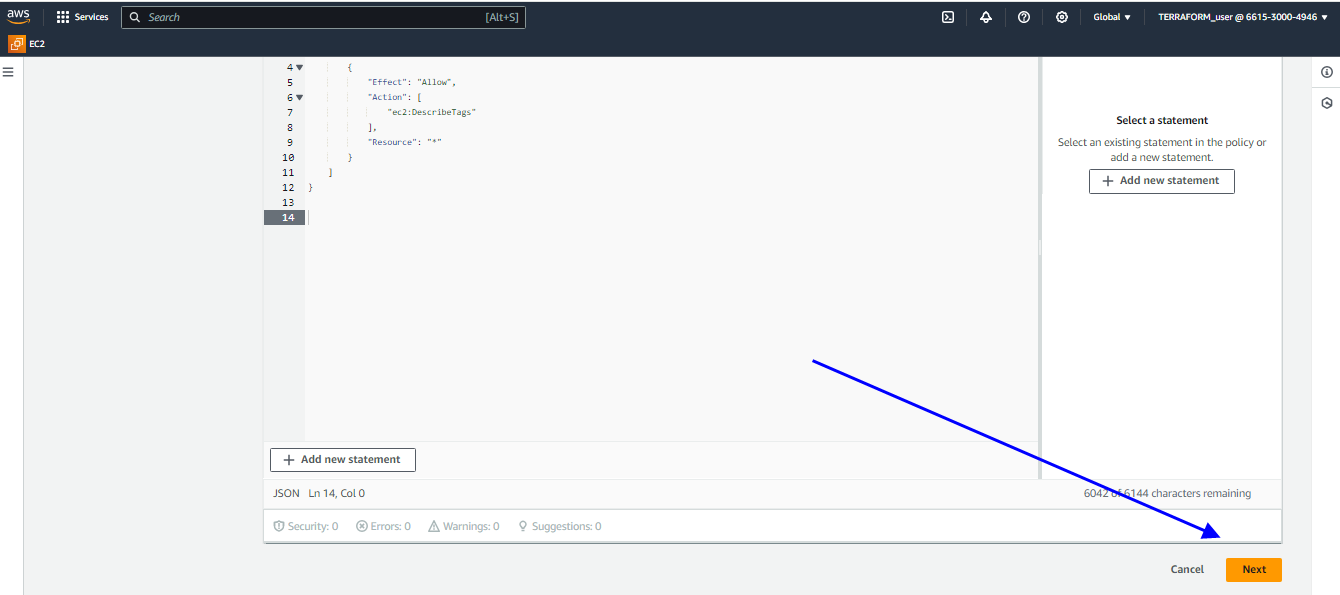 aws Services Search [Alt+S] Global TERRAFORM_user @ 6615-3000-4946
EC2
4 {
5 "Effect": "Allow",
6 "Action": [
7 "ec2:DescribeTags"
8 ],
9 "Resource": "*"
10 }
11 ]
12 }
13
14
Select a statement
Select an existing statement in the policy or
add a new statement.
+ Add new statement
+ Add new statement
JSON Ln 14, Col 0
6042 of 6144 characters remaining
Security: 0 Errors: 0 Warnings: 0 Suggestions: 0
Cancel Next